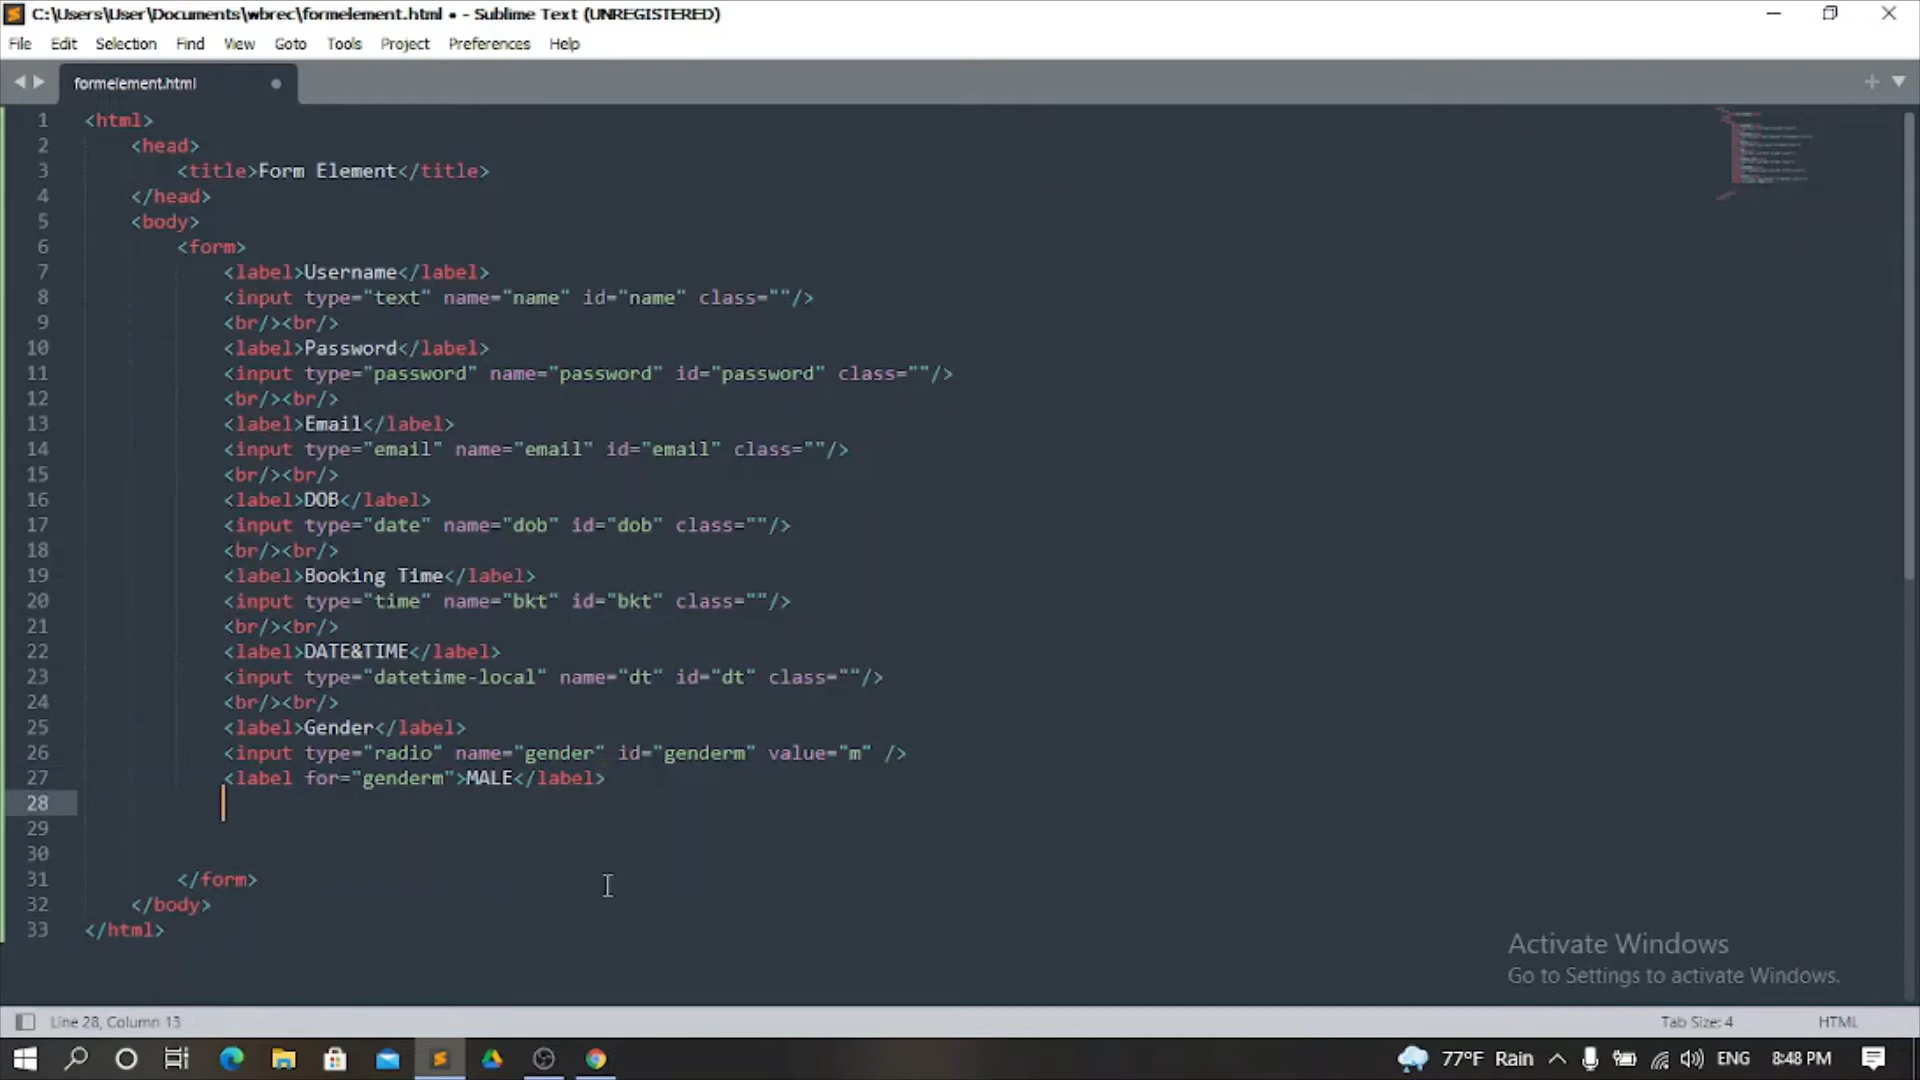 C:\Users\User\Documents\wbrec\formelement.html • - Sublime Text (UNREGISTERED)
File Edit Selection Find View Goto Tools Project Preferences Help
formelement.html
1 <html>
2 <head>
3 <title>Form Element</title>
4 </head>
5 <body>
6 <form>
7 <label>Username</label>
8 <input type="text" name="name" id="name" class=""/>
9 <br/><br/>
10 <label>Password</label>
11 <input type="password" name="password" id="password" class=""/>
12 <br/><br/>
13 <label>Email</label>
14 <input type="email" name="email" id="email" class=""/>
15 <br/><br/>
16 <label>DOB</label>
17 <input type="date" name="dob" id="dob" class=""/>
18 <br/><br/>
19 <label>Booking Time</label>
20 <input type="time" name="bkt" id="bkt" class=""/>
21 <br/><br/>
22 <label>DATE&TIME</label>
23 <input type="datetime-local" name="dt" id="dt" class=""/>
24 <br/><br/>
25 <label>Gender</label>
26 <input type="radio" name="gender" id="genderm" value="m" />
27 <label for="genderm">MALE</label>
28
29
30
31 </form>
32 </body>
33 </html>
Activate Windows
Go to Settings to activate Windows.
Line 28, Column 13 Tab Size: 4 HTML
77°F Rain ENG 8:48 PM